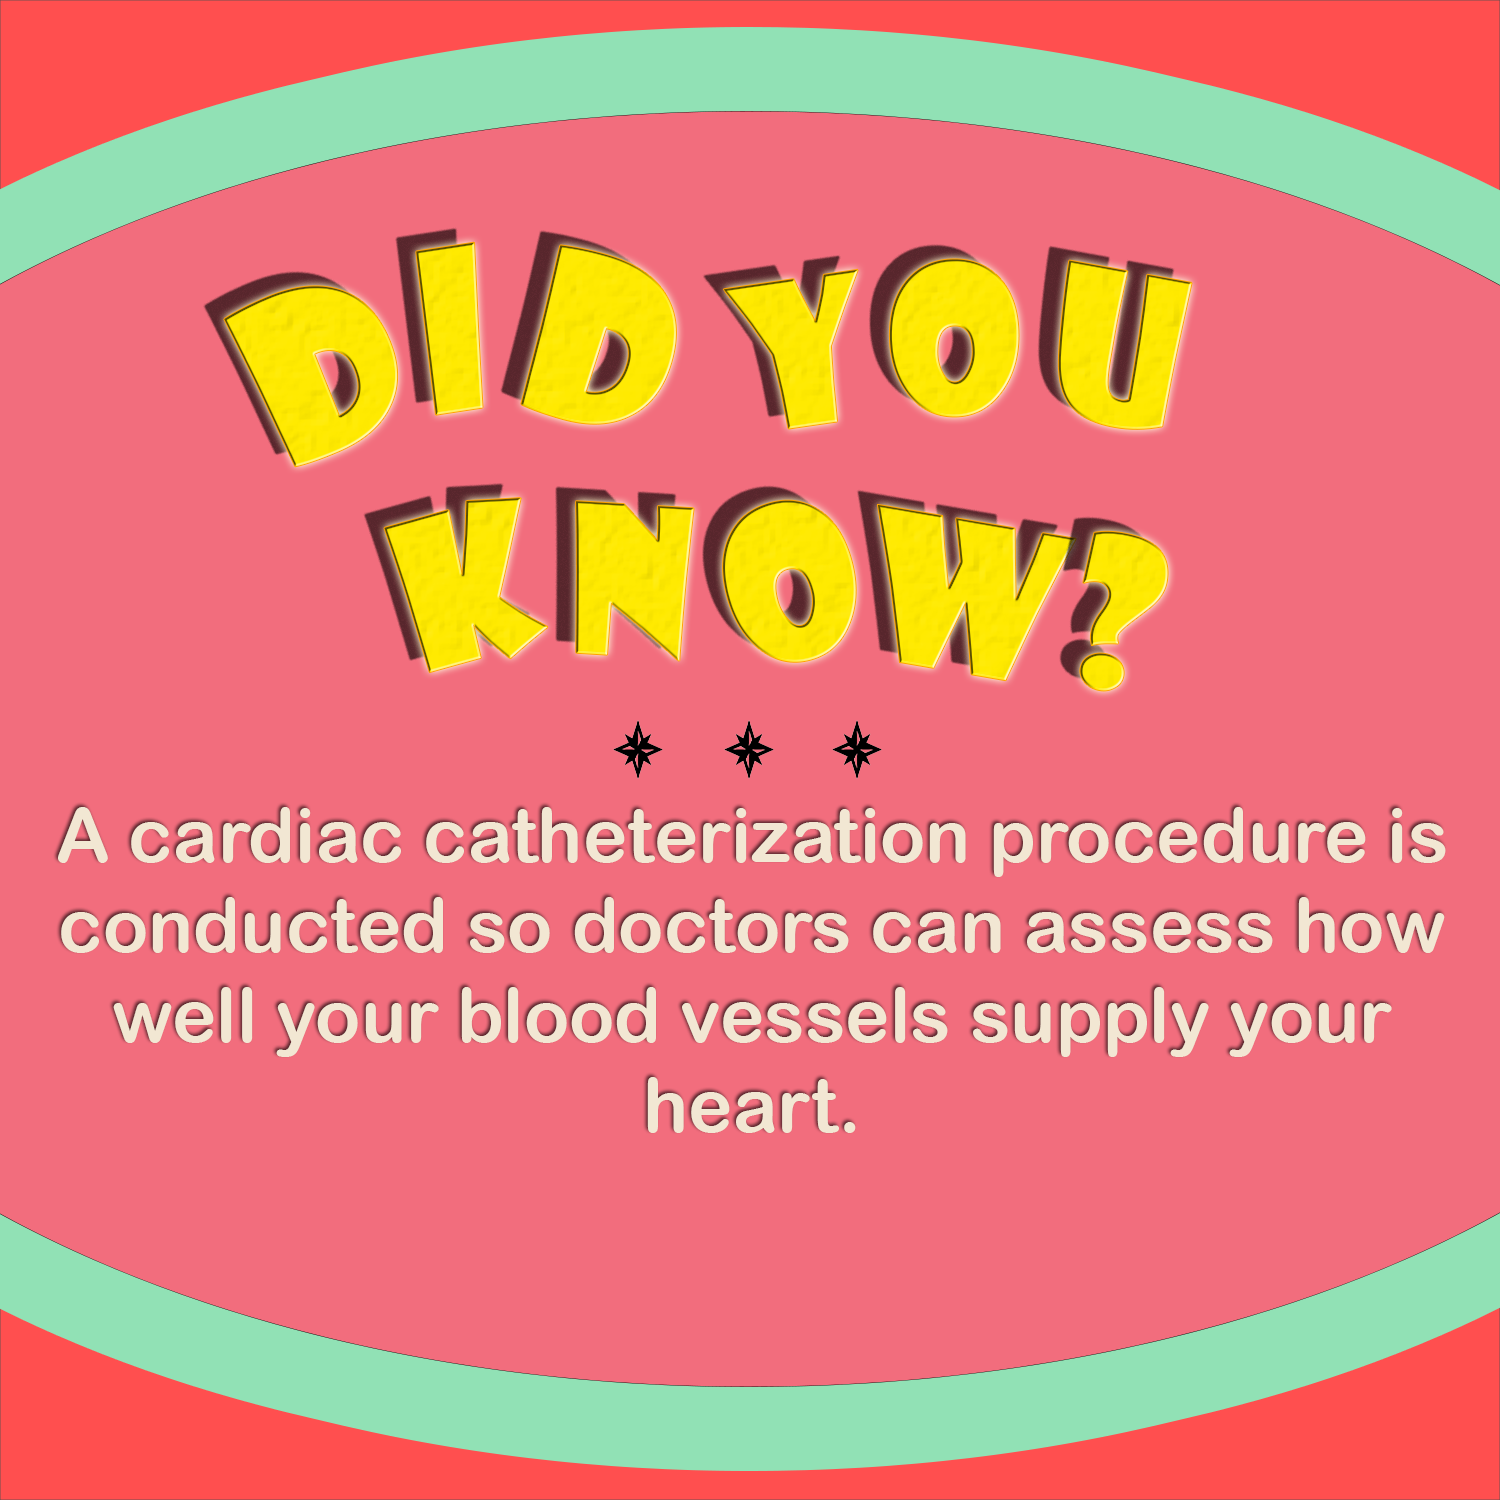 DID YOU
KNOW?
A cardiac catheterization procedure is
conducted so doctors can assess how
well your blood vessels supply your
heart.